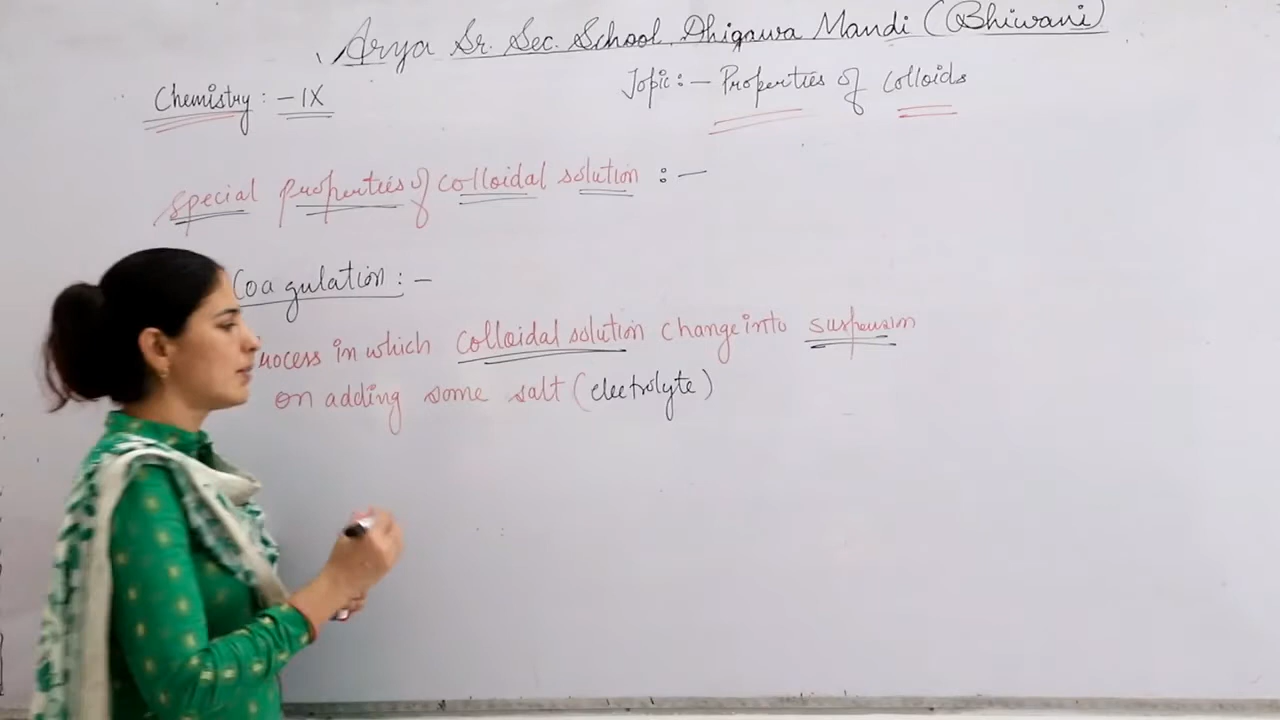 Arya Sr. Sec. School, Dhigawa Mandi (Bhiwani)
Chemistry : - IX
Topic :- Properties of colloids
special properties of colloidal solution :-
Coagulation :-
in which colloidal solution change into suspension
on adding some salt (electrolyte)